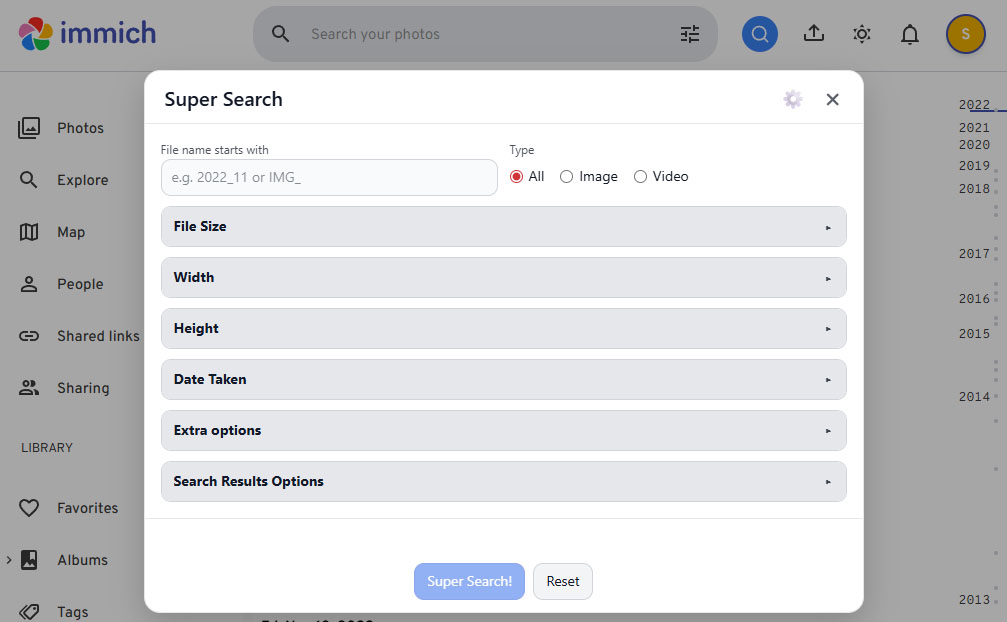 immich
Search your photos
S
Super Search
File name starts with
e.g. 2022_11 or IMG_
Type
All
Image
Video
File Size
Width
Height
Date Taken
Extra options
Search Results Options
Super Search!
Reset
Photos
Explore
Map
People
Shared links
Sharing
LIBRARY
Favorites
Albums
Tags
2022
2021
2020
2019
2018
2017
2016
2015
2014
2013